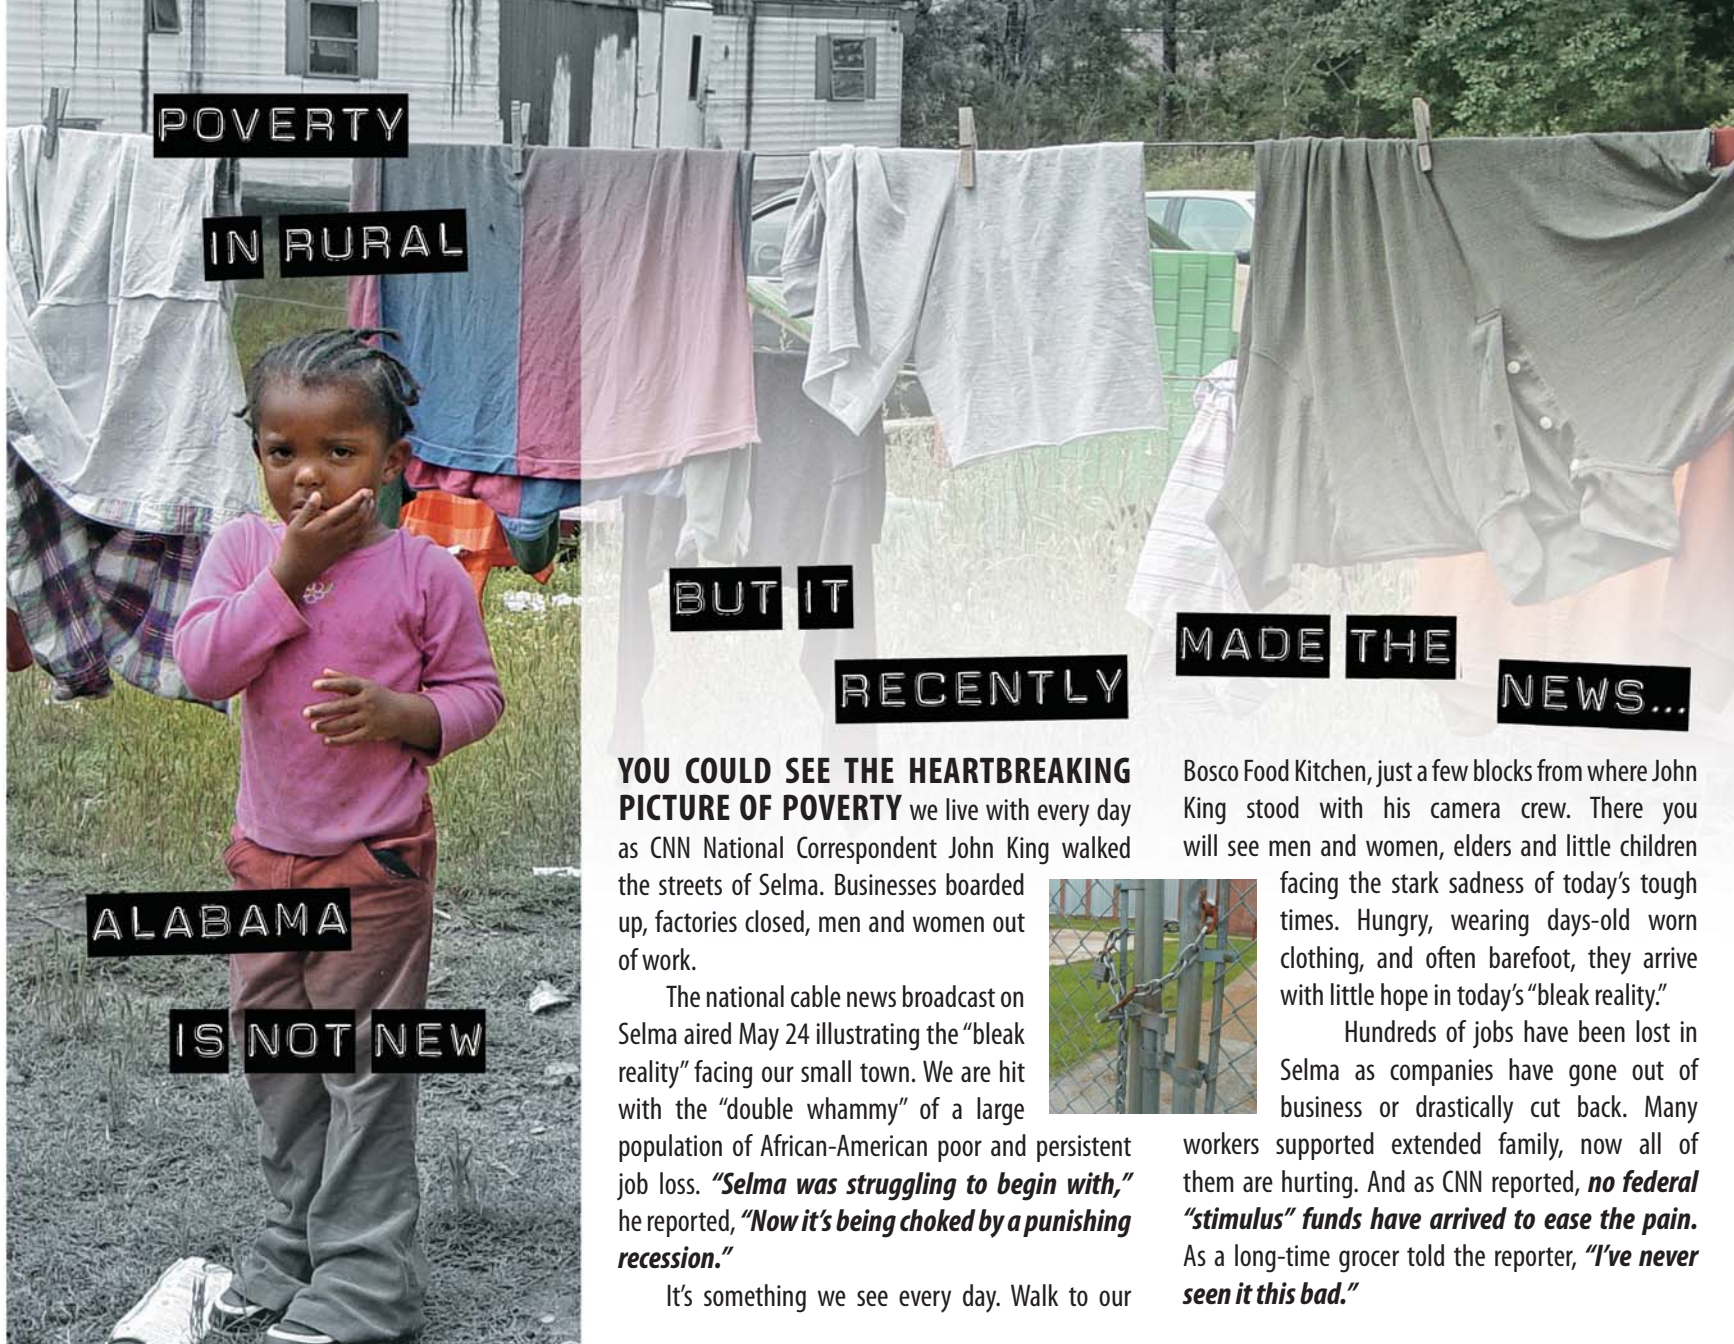 POVERTY
IN RURAL
ALABAMA
IS NOT NEW
BUT IT
RECENTLY
MADE THE
NEWS...
YOU COULD SEE THE HEARTBREAKING
PICTURE OF POVERTY we live with every day
as CNN National Correspondent John King walked
the streets of Selma. Businesses boarded
up, factories closed, men and women out
of work.
The national cable news broadcast on
Selma aired May 24 illustrating the “bleak
reality” facing our small town. We are hit
with the “double whammy” of a large
population of African-American poor and persistent
job loss. “Selma was struggling to begin with,”
he reported, “Now it’s being choked by a punishing
recession.”
It’s something we see every day. Walk to our
Bosco Food Kitchen, just a few blocks from where John
King stood with his camera crew. There you
will see men and women, elders and little children
facing the stark sadness of today’s tough
times. Hungry, wearing days-old worn
clothing, and often barefoot, they arrive
with little hope in today’s “bleak reality.”
Hundreds of jobs have been lost in
Selma as companies have gone out of
business or drastically cut back. Many
workers supported extended family, now all of
them are hurting. And as CNN reported, no federal
“stimulus” funds have arrived to ease the pain.
As a long-time grocer told the reporter, “I’ve never
seen it this bad.”